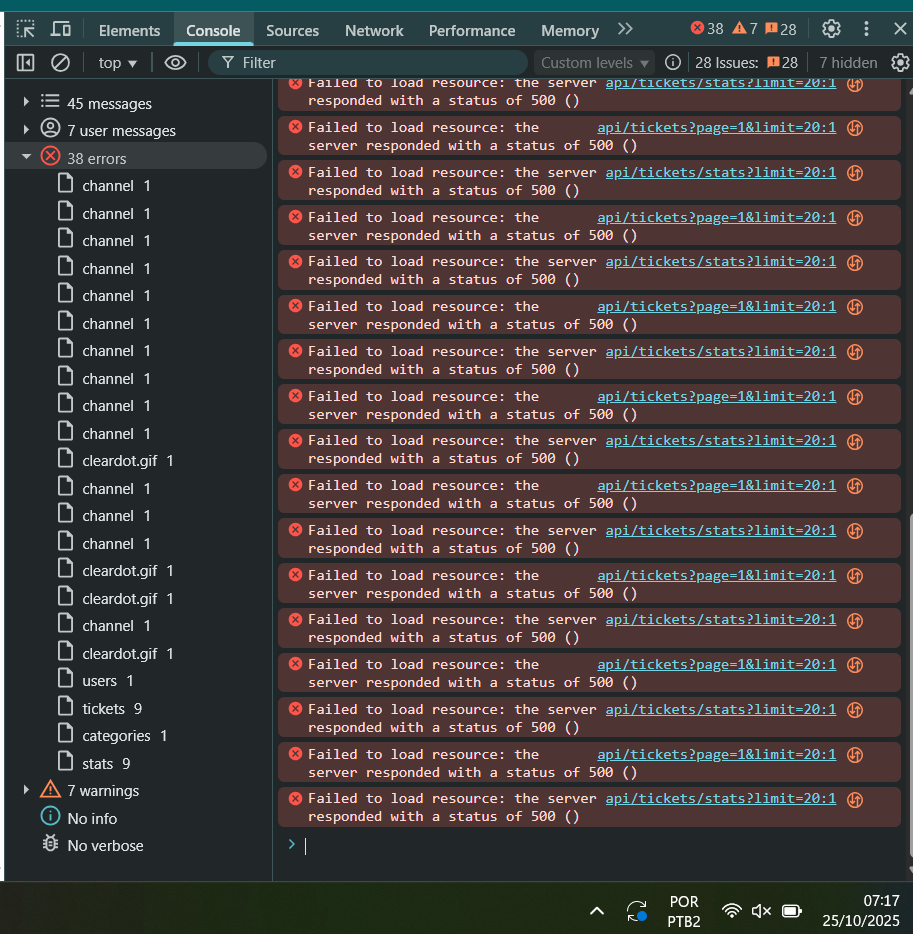 Elements Console Sources Network Performance Memory 38 7 28
top Filter Custom levels 28 Issues: 28 7 hidden
45 messages
7 user messages
38 errors
channel 1
channel 1
channel 1
channel 1
channel 1
channel 1
channel 1
channel 1
channel 1
channel 1
cleardot.gif 1
channel 1
channel 1
channel 1
cleardot.gif 1
cleardot.gif 1
channel 1
cleardot.gif 1
users 1
tickets 9
categories 1
stats 9
7 warnings
No info
No verbose
Failed to load resource: the server api/tickets/stats?limit=20:1
responded with a status of 500 ()
Failed to load resource: the api/tickets?page=1&limit=20:1
server responded with a status of 500 ()
Failed to load resource: the server api/tickets/stats?limit=20:1
responded with a status of 500 ()
Failed to load resource: the api/tickets?page=1&limit=20:1
server responded with a status of 500 ()
Failed to load resource: the server api/tickets/stats?limit=20:1
responded with a status of 500 ()
Failed to load resource: the api/tickets?page=1&limit=20:1
server responded with a status of 500 ()
Failed to load resource: the server api/tickets/stats?limit=20:1
responded with a status of 500 ()
Failed to load resource: the api/tickets?page=1&limit=20:1
server responded with a status of 500 ()
Failed to load resource: the server api/tickets/stats?limit=20:1
responded with a status of 500 ()
Failed to load resource: the api/tickets?page=1&limit=20:1
server responded with a status of 500 ()
Failed to load resource: the server api/tickets/stats?limit=20:1
responded with a status of 500 ()
Failed to load resource: the api/tickets?page=1&limit=20:1
server responded with a status of 500 ()
Failed to load resource: the server api/tickets/stats?limit=20:1
responded with a status of 500 ()
Failed to load resource: the api/tickets?page=1&limit=20:1
server responded with a status of 500 ()
Failed to load resource: the server api/tickets/stats?limit=20:1
responded with a status of 500 ()
Failed to load resource: the api/tickets?page=1&limit=20:1
server responded with a status of 500 ()
Failed to load resource: the server api/tickets/stats?limit=20:1
responded with a status of 500 ()
POR 07:17
PTB2 25/10/2025